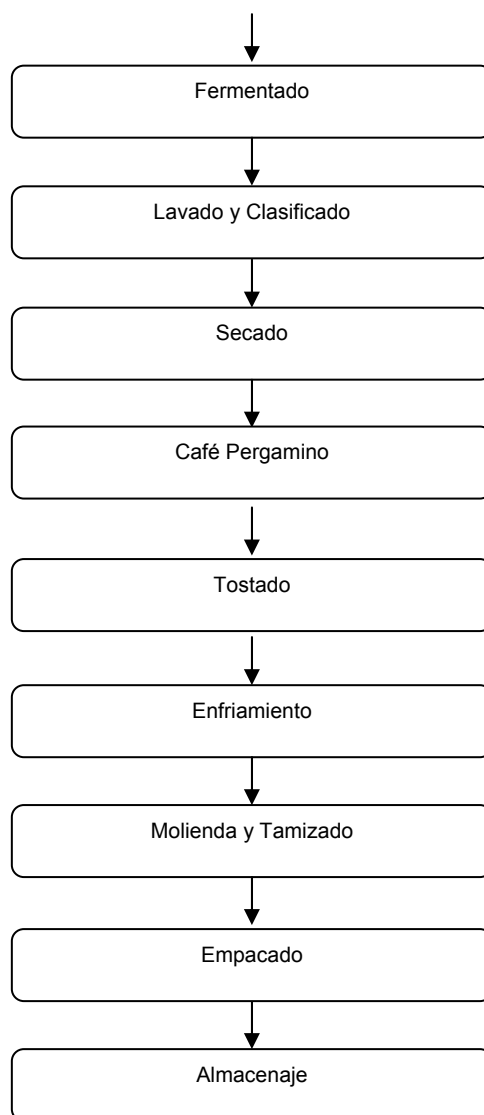 Fermentado
Lavado y Clasificado
Secado
Café Pergamino
Tostado
Enfriamiento
Molienda y Tamizado
Empacado
Almacenaje